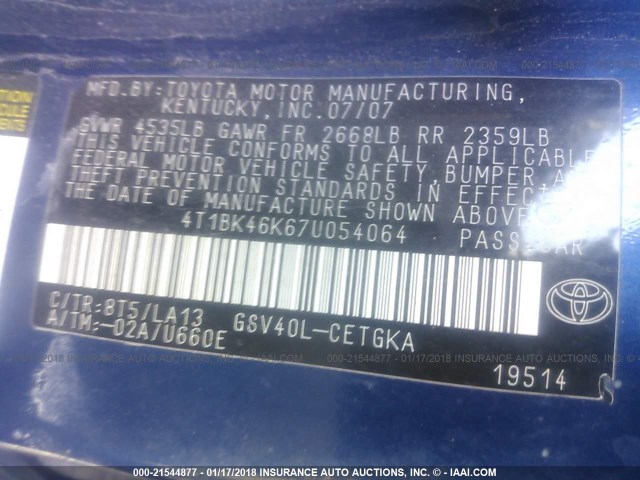 MFD.BY:TOYOTA MOTOR MANUFACTURING,
KENTUCKY,INC.07/07
GVWR 4535LB GAWR FR 2668LB RR 2359LB
THIS VEHICLE CONFORMS TO ALL APPLICABLE
FEDERAL MOTOR VEHICLE SAFETY,BUMPER, A
THEFT PREVENTION STANDARDS IN EFFECT
THE DATE OF MANUFACTURE SHOWN ABOVE.
4T1BK46K67U054064 PASS. CAR
C/TR:8T5/LA13 GSV40L-CETGKA
A/TM:-02A/U660E
TOYOTA
19514
000-21544877 - 01/17/2018 INSURANCE AUTO AUCTIONS, INC. - © IAAI.COM